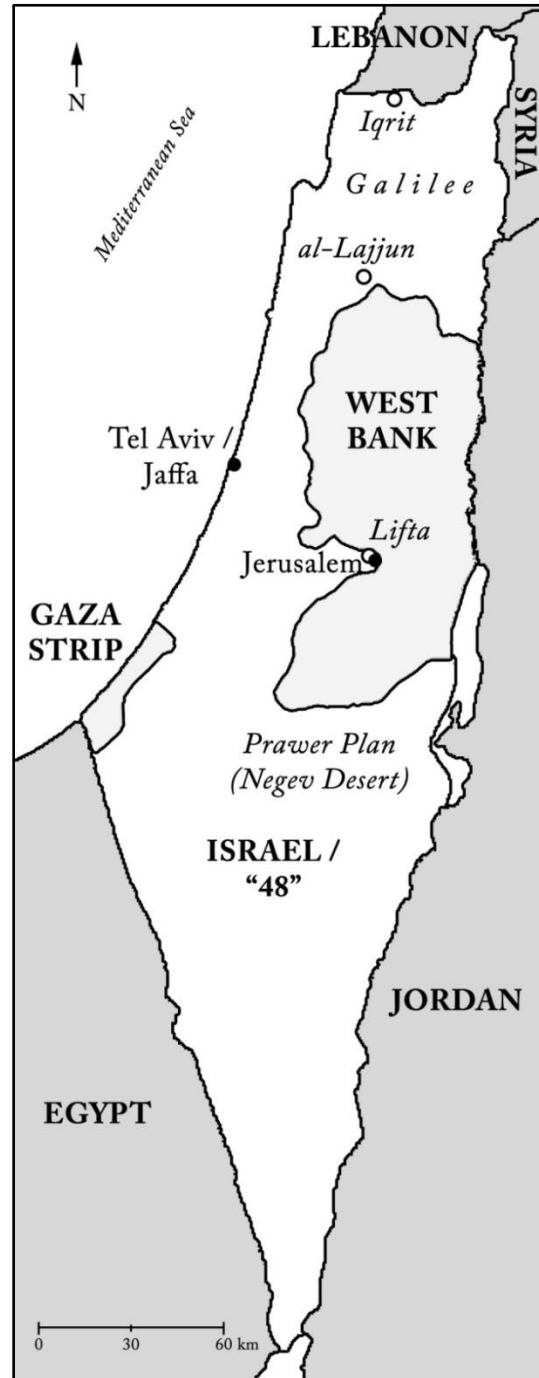 LEBANON
N
SYRIA
Iqrit
Mediterranean Sea
Galilee
al-Lajjun
WEST
BANK
Tel Aviv /
Jaffa
Lifta
Jerusalem
GAZA
STRIP
Prawer Plan
(Negev Desert)
ISRAEL /
“48”
JORDAN
EGYPT
0 30 60 km